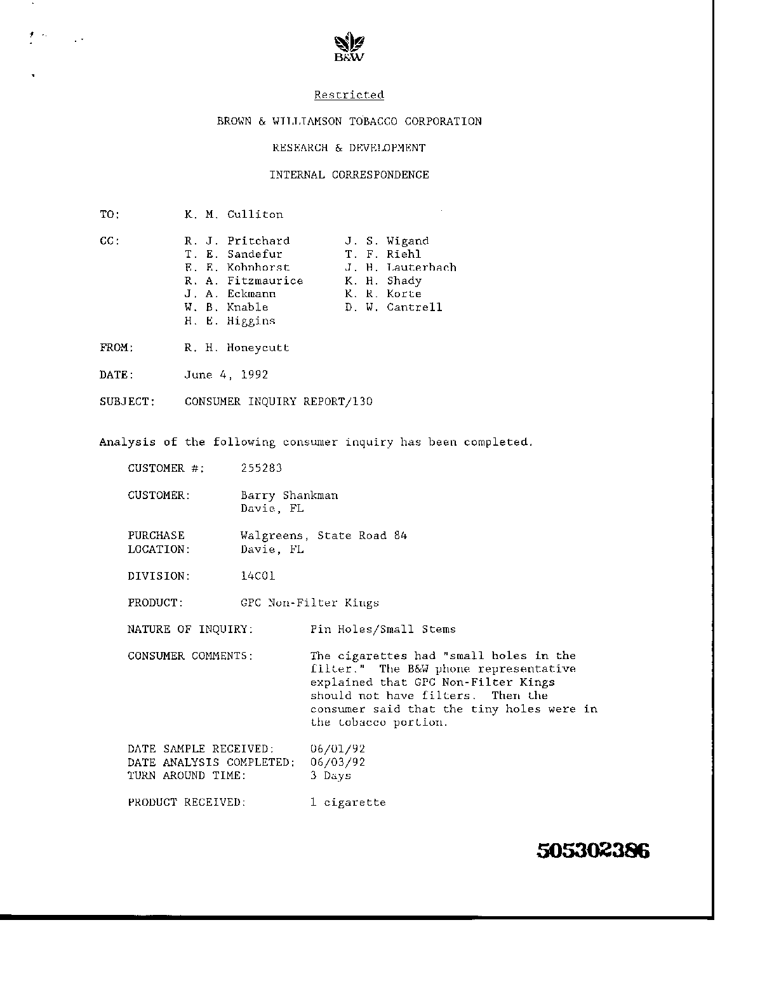 B&W
Restricted
BROWN & WILLIAMSON TOBACCO CORPORATION
RESEARCH & DEVELOPMENT
INTERNAL CORRESPONDENCE
TO: K. M. Culliton
CC: R. J. Pritchard J. S. Wigand
T. E. Sandefur T. F. Riehl
E. E. Kohnhorst J. H. Lauterbach
R. A. Fitzmaurice K. H. Shady
J. A. Eckmann K. R. Korte
W. B. Knable D. W. Cantrell
H. E. Higgins
FROM: R. H. Honeycutt
DATE: June 4, 1992
SUBJECT: CONSUMER INQUIRY REPORT/130
Analysis of the following consumer inquiry has been completed.
CUSTOMER #: 255283
CUSTOMER: Barry Shankman
Davie, FL
PURCHASE Walgreens, State Road 84
LOCATION: Davie, FL
DIVISION: 14C01
PRODUCT: GPC Non-Filter Kings
NATURE OF INQUIRY: Pin Holes/Small Stems
CONSUMER COMMENTS: The cigarettes had "small holes in the
filter." The B&W phone representative
explained that GPC Non-Filter Kings
should not have filters. Then the
consumer said that the tiny holes were in
the tobacco portion.
DATE SAMPLE RECEIVED: 06/01/92
DATE ANALYSIS COMPLETED: 06/03/92
TURN AROUND TIME: 3 Days
PRODUCT RECEIVED: 1 cigarette
505302386